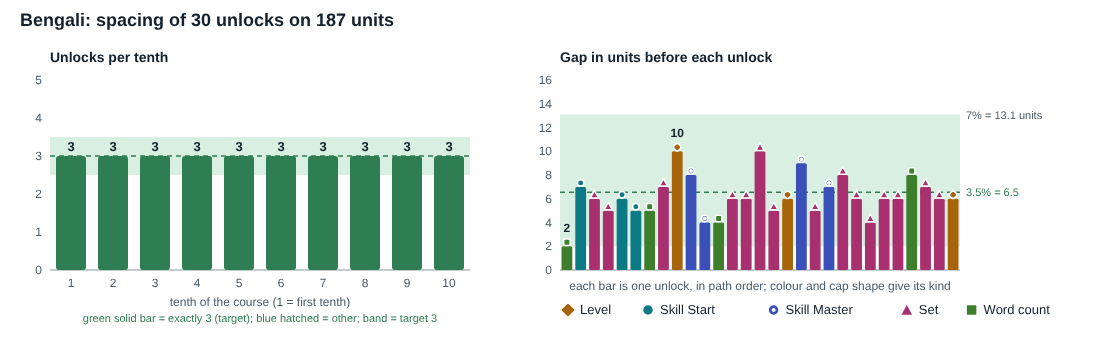 Bengali: spacing of 30 unlocks on 187 units
Unlocks per tenth
5
4
3
2
1
0
3 3 3 3 3 3 3 3 3 3
1 2 3 4 5 6 7 8 9 10
tenth of the course (1 = first tenth)
green solid bar = exactly 3 (target); blue hatched = other; band = target 3
Gap in units before each unlock
16
14
12
10
8
6
4
2
0
2
10
7% = 13.1 units
3.5% = 6.5
each bar is one unlock, in path order; colour and cap shape give its kind
Level Skill Start Skill Master Set Word count